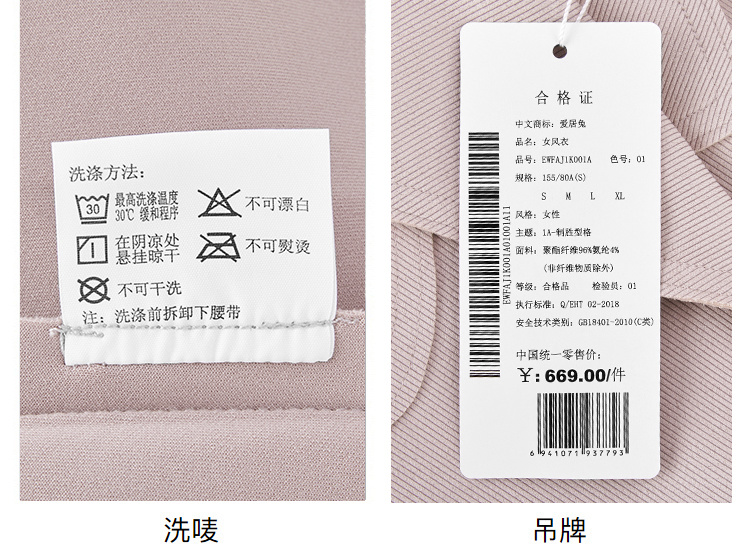 洗涤方法:
30
最高洗涤温度
30℃ 缓和程序
不可漂白
在阴凉处
悬挂晾干
不可熨烫
不可干洗
注: 洗涤前拆卸下腰带
洗唛
合格证
中文商标: 爱居兔
品名: 女风衣
品号: EWFAJ1K001A 色号: 01
规格: 155/80A(S)
S M L XL
风格: 女性
主题: 1A-制胜型格
面料: 聚酯纤维96%氨纶4%
(非纤维物质除外)
等级: 合格品 检验员: 01
执行标准: Q/EHT 02-2018
安全技术类别: GB18401-2010(C类)
中国统一零售价:
¥: 669.00/件
6 941071 937793
EWFAJ1K001A01001A11
吊牌